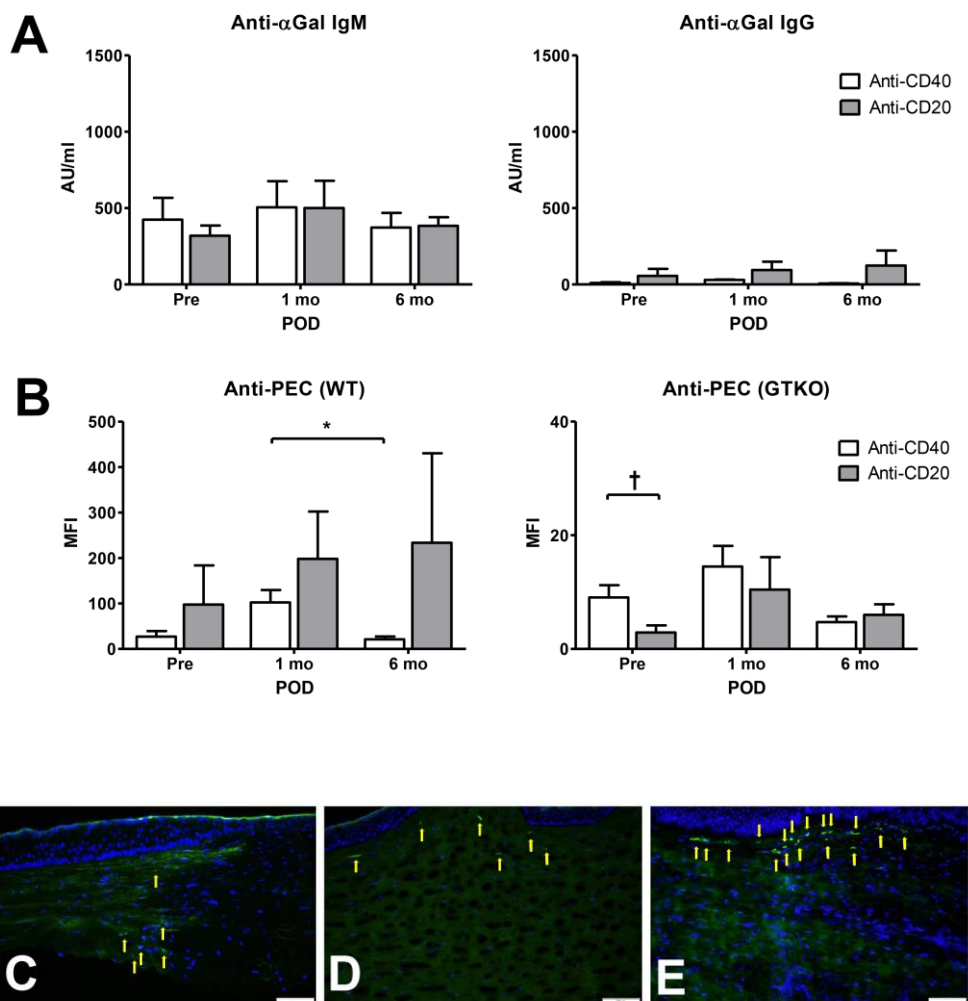 A
Anti-αGal IgM
1500
1000
500
0
AU/ml
Pre
1 mo
6 mo
POD
Anti-αGal IgG
1500
1000
500
0
AU/ml
Pre
1 mo
6 mo
POD
Anti-CD40
Anti-CD20
B
Anti-PEC (WT)
500
400
300
200
100
0
MFI
*
Pre
1 mo
6 mo
POD
Anti-PEC (GTKO)
40
20
0
MFI
†
Pre
1 mo
6 mo
POD
Anti-CD40
Anti-CD20
C
D
E